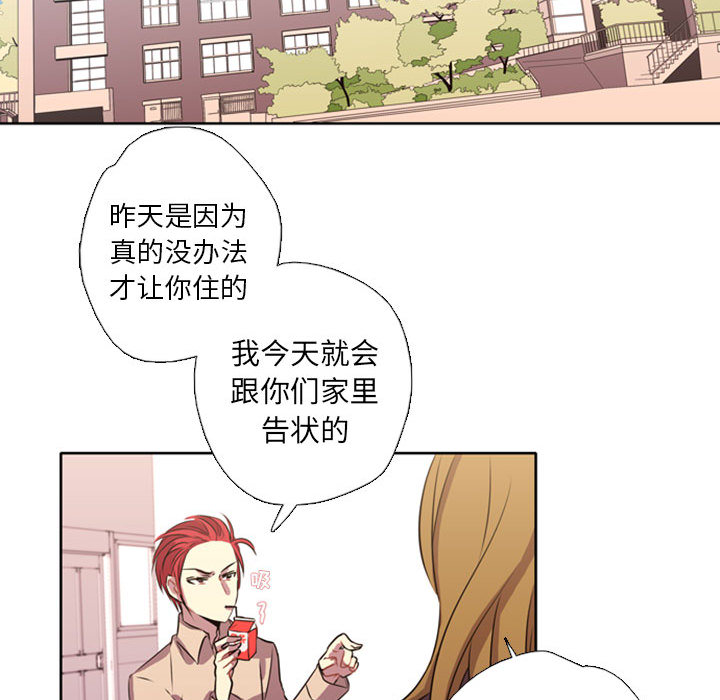 昨天是因为
真的没办法
才让你住的
我今天就会
跟你们家里
告状的
吸
了